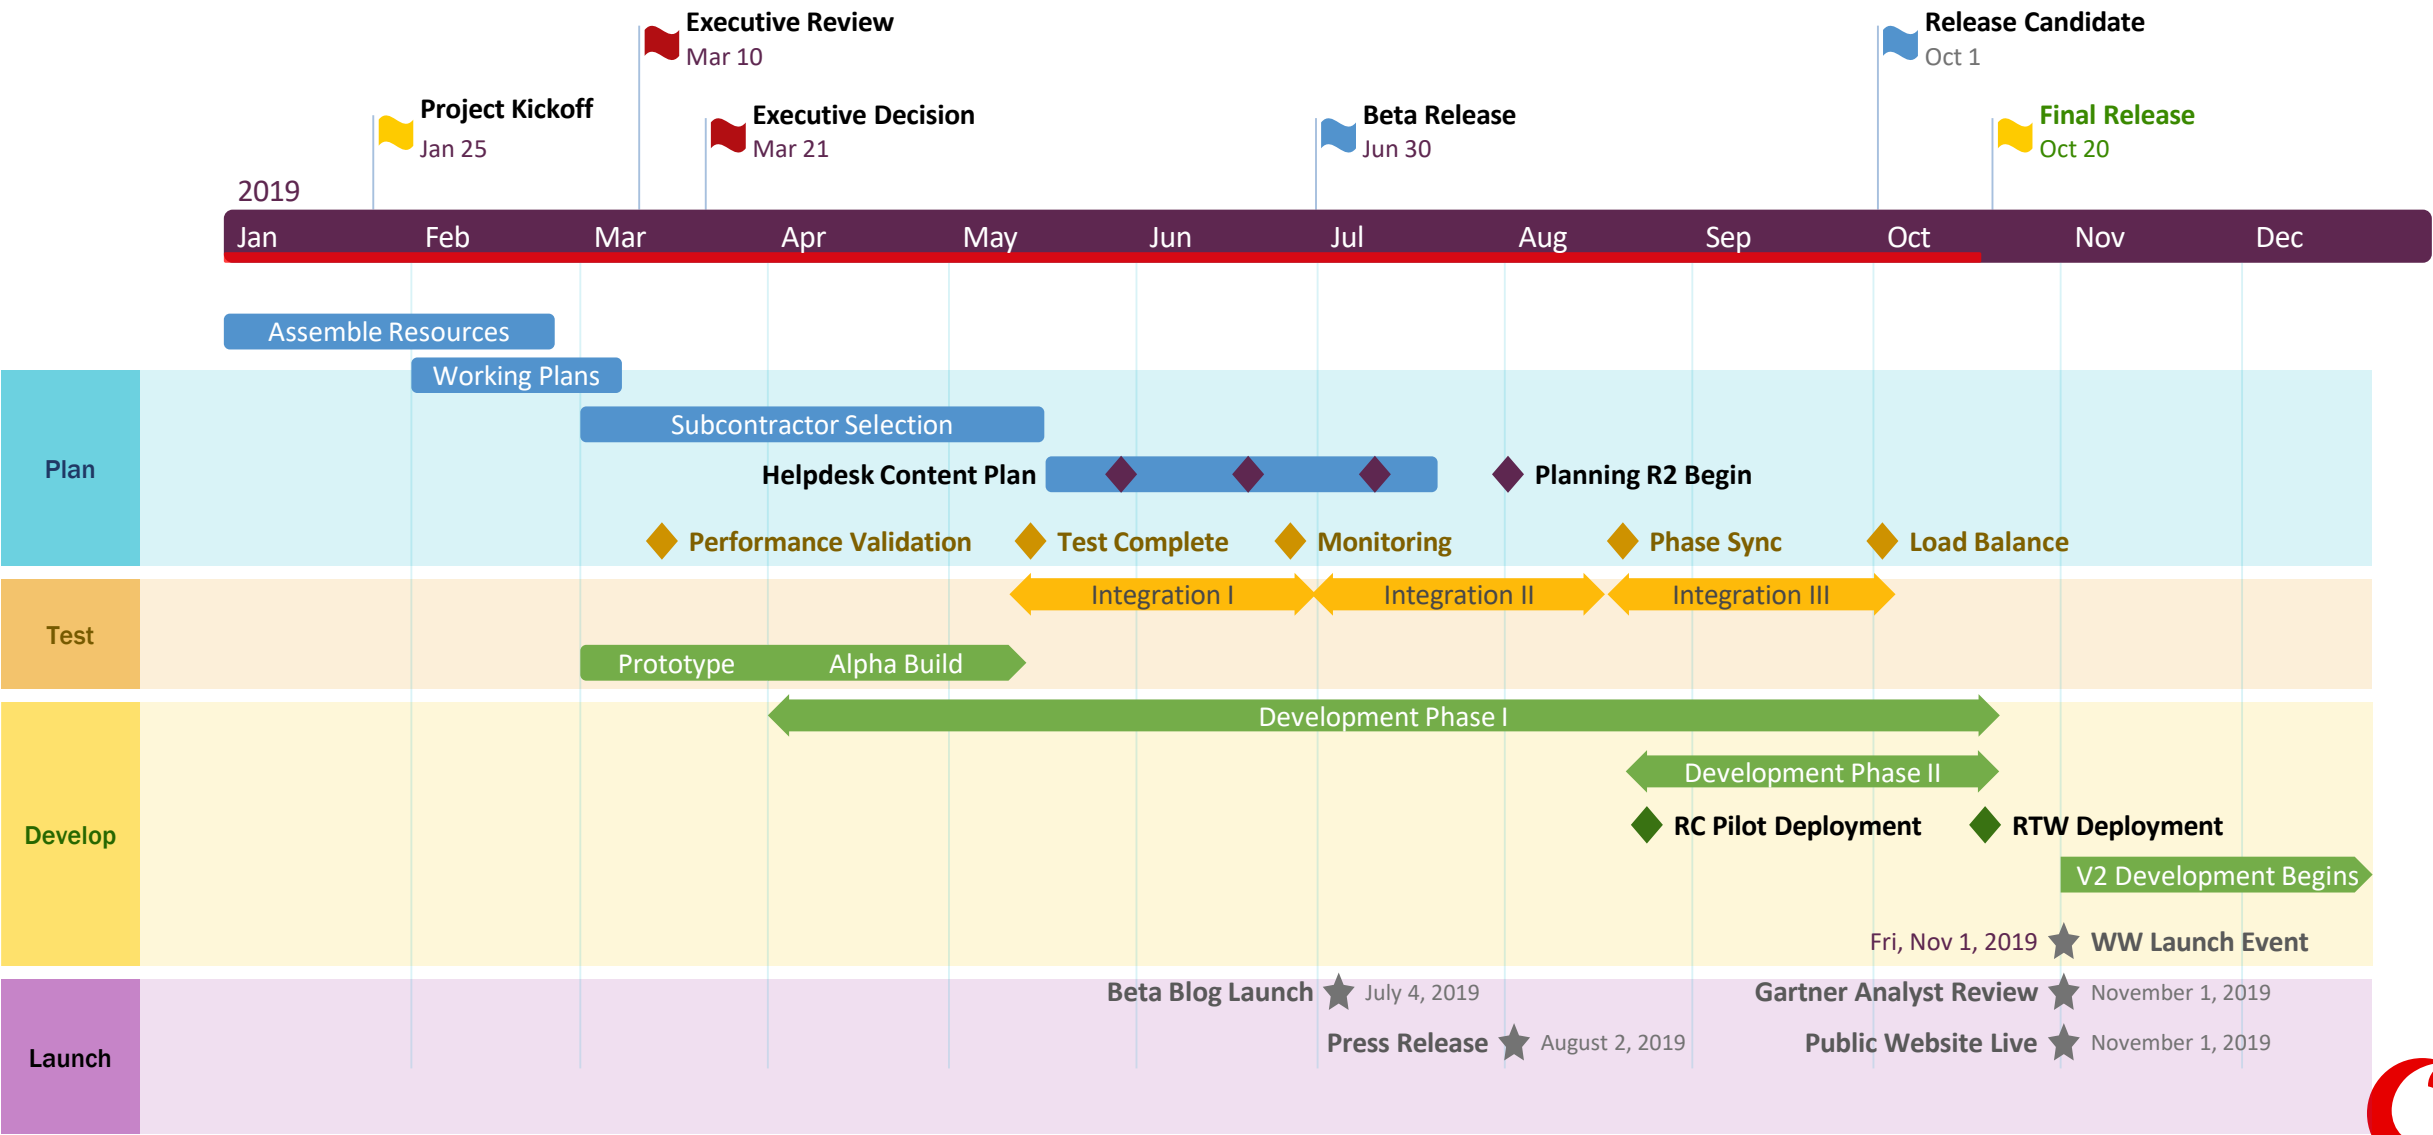 Executive Review
Mar 10
Release Candidate
Oct 1
Project Kickoff
Jan 25
Executive Decision
Mar 21
Beta Release
Jun 30
Final Release
Oct 20
2019
Jan Feb Mar Apr May Jun Jul Aug Sep Oct Nov Dec
Assemble Resources
Working Plans
Subcontractor Selection
Plan
Helpdesk Content Plan
Planning R2 Begin
Performance Validation
Test Complete
Monitoring
Phase Sync
Load Balance
Integration I
Integration II
Integration III
Test
Prototype
Alpha Build
Development Phase I
Development Phase II
Develop
RC Pilot Deployment
RTW Deployment
V2 Development Begins
Fri, Nov 1, 2019
WW Launch Event
Beta Blog Launch
July 4, 2019
Gartner Analyst Review
November 1, 2019
Launch
Press Release
August 2, 2019
Public Website Live
November 1, 2019